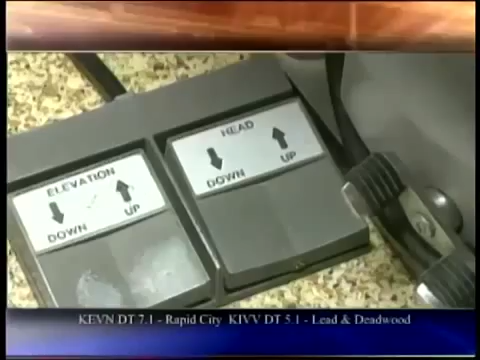 ELEVATION
DOWN UP
HEAD
DOWN UP
KEVN DT 7.1 - Rapid City KIVV DT 5.1 - Lead & Deadwood